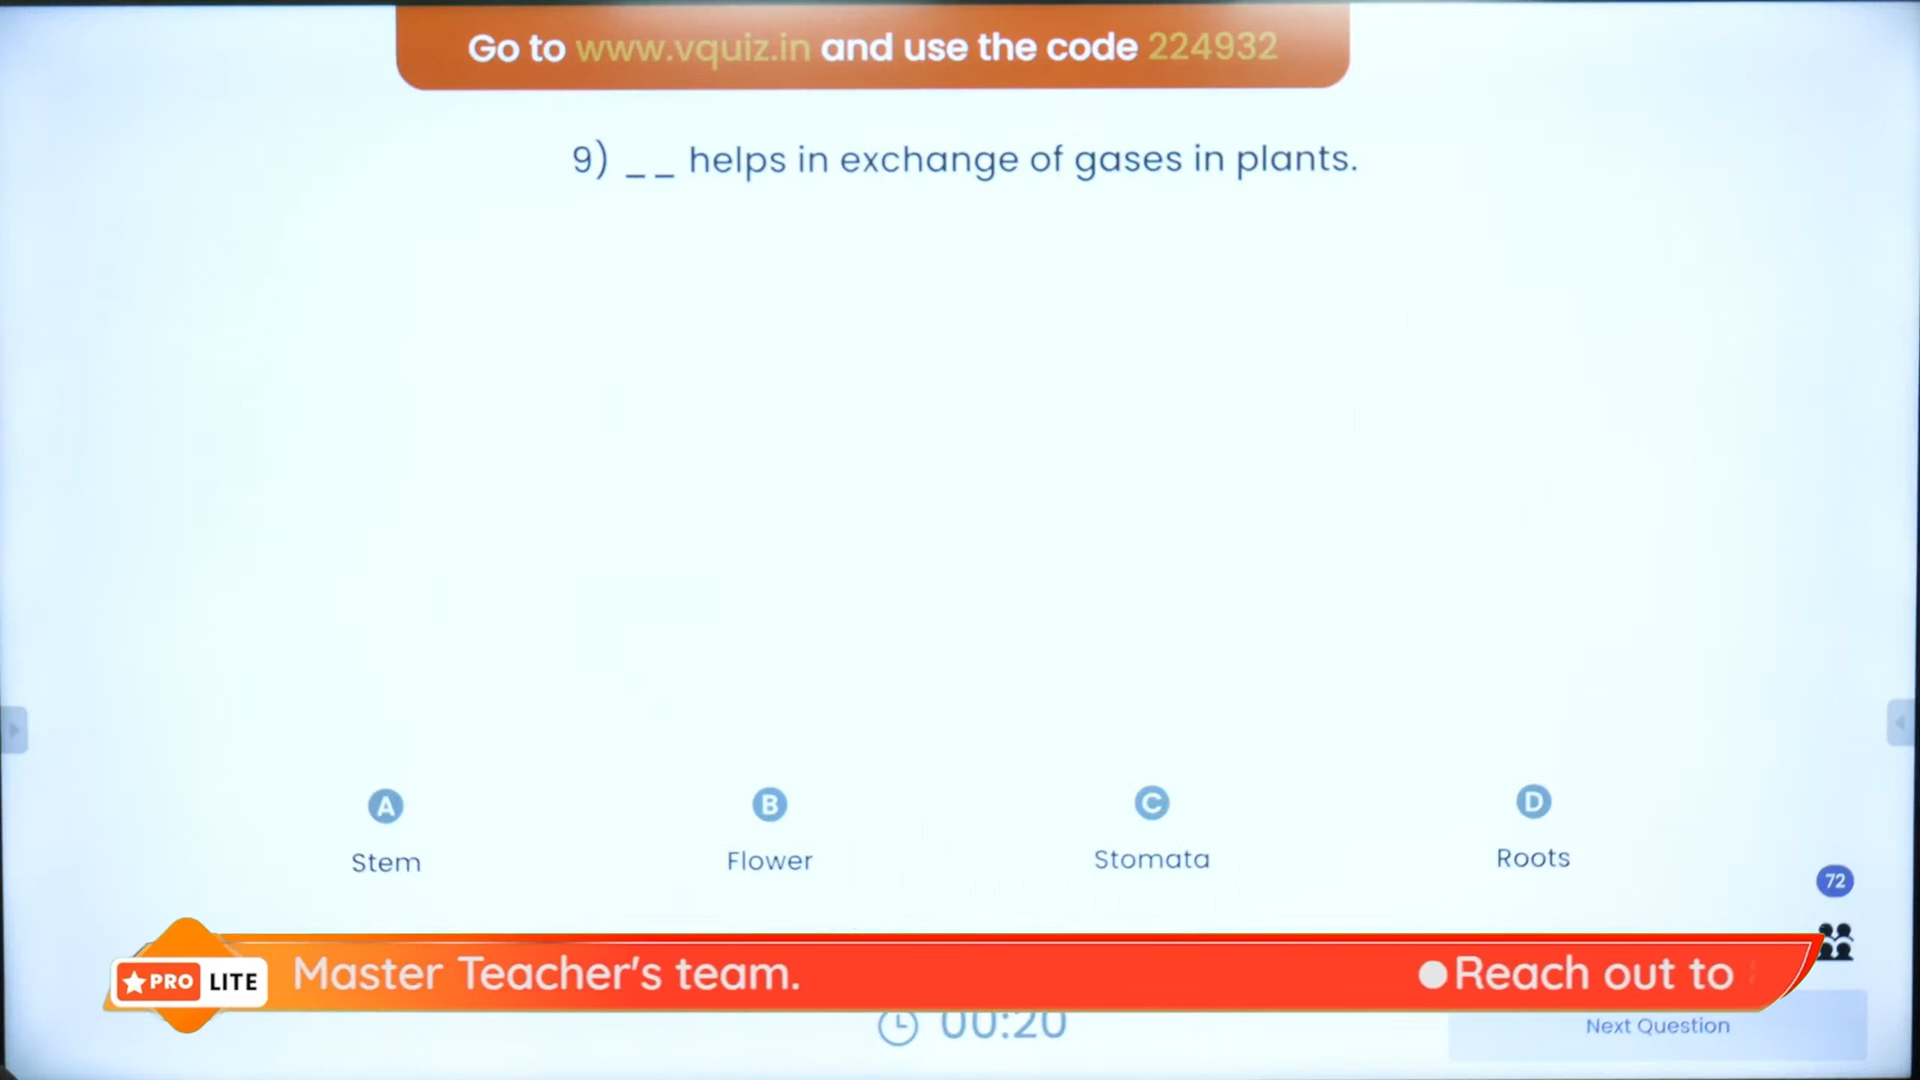 Go to www.vquiz.in and use the code 224932
9) _ _ helps in exchange of gases in plants.
A
Stem
B
Flower
C
Stomata
D
Roots
72
PRO LITE
Master Teacher's team.
Reach out to
00:20
Next Question